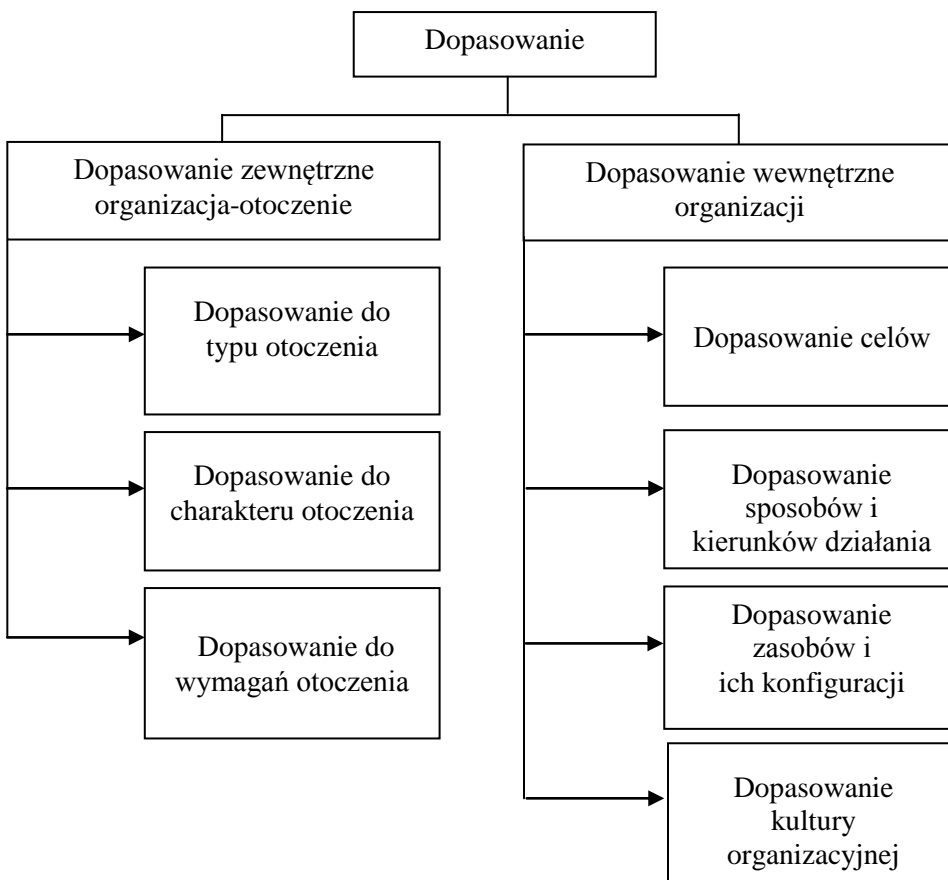 Dopasowanie
Dopasowanie zewnętrzne
organizacja-otoczenie
Dopasowanie do
typu otoczenia
Dopasowanie do
charakteru otoczenia
Dopasowanie do
wymagań otoczenia
Dopasowanie wewnętrzne
organizacji
Dopasowanie celów
Dopasowanie
sposobów i
kierunków działania
Dopasowanie
zasobów i
ich konfiguracji
Dopasowanie
kultury
organizacyjnej